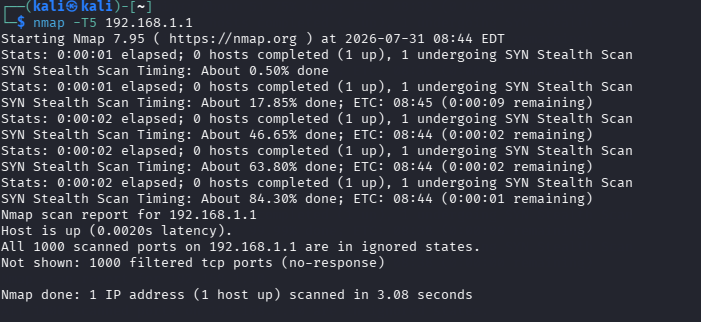 ┌──(kali㉿kali)-[~]
└─$ nmap -T5 192.168.1.1
Starting Nmap 7.95 ( https://nmap.org ) at 2026-07-31 08:44 EDT
Stats: 0:00:01 elapsed; 0 hosts completed (1 up), 1 undergoing SYN Stealth Scan
SYN Stealth Scan Timing: About 0.50% done
Stats: 0:00:01 elapsed; 0 hosts completed (1 up), 1 undergoing SYN Stealth Scan
SYN Stealth Scan Timing: About 17.85% done; ETC: 08:45 (0:00:09 remaining)
Stats: 0:00:02 elapsed; 0 hosts completed (1 up), 1 undergoing SYN Stealth Scan
SYN Stealth Scan Timing: About 46.65% done; ETC: 08:44 (0:00:02 remaining)
Stats: 0:00:02 elapsed; 0 hosts completed (1 up), 1 undergoing SYN Stealth Scan
SYN Stealth Scan Timing: About 63.80% done; ETC: 08:44 (0:00:02 remaining)
Stats: 0:00:02 elapsed; 0 hosts completed (1 up), 1 undergoing SYN Stealth Scan
SYN Stealth Scan Timing: About 84.30% done; ETC: 08:44 (0:00:01 remaining)
Nmap scan report for 192.168.1.1
Host is up (0.0020s latency).
All 1000 scanned ports on 192.168.1.1 are in ignored states.
Not shown: 1000 filtered tcp ports (no-response)
Nmap done: 1 IP address (1 host up) scanned in 3.08 seconds